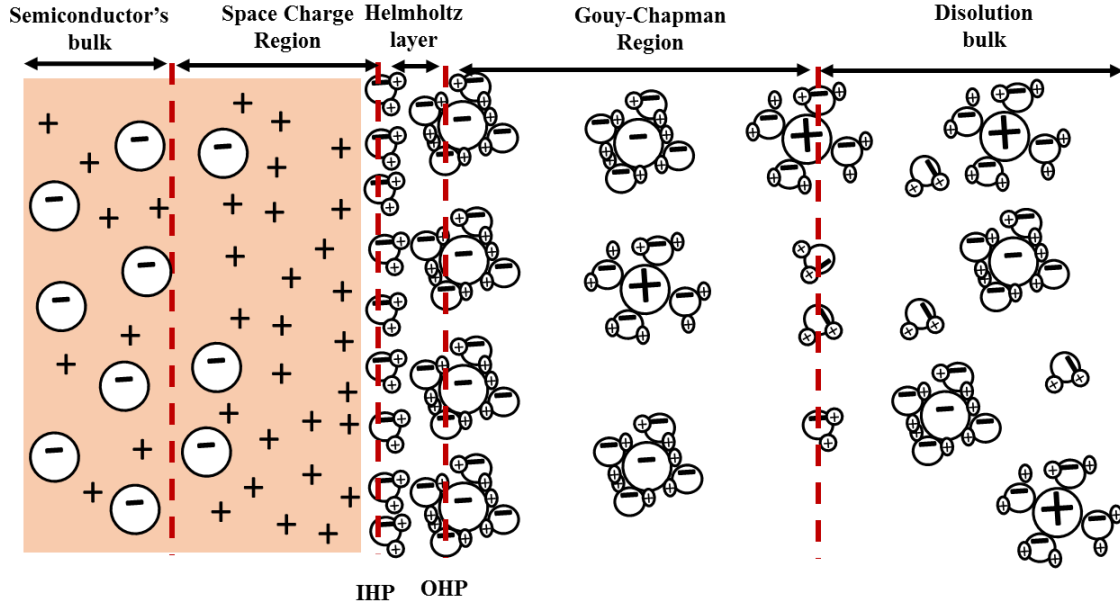 Semiconductor's
bulk
Space Charge
Region
Helmholtz
layer
Gouy-Chapman
Region
Disolution
bulk
IHP
OHP